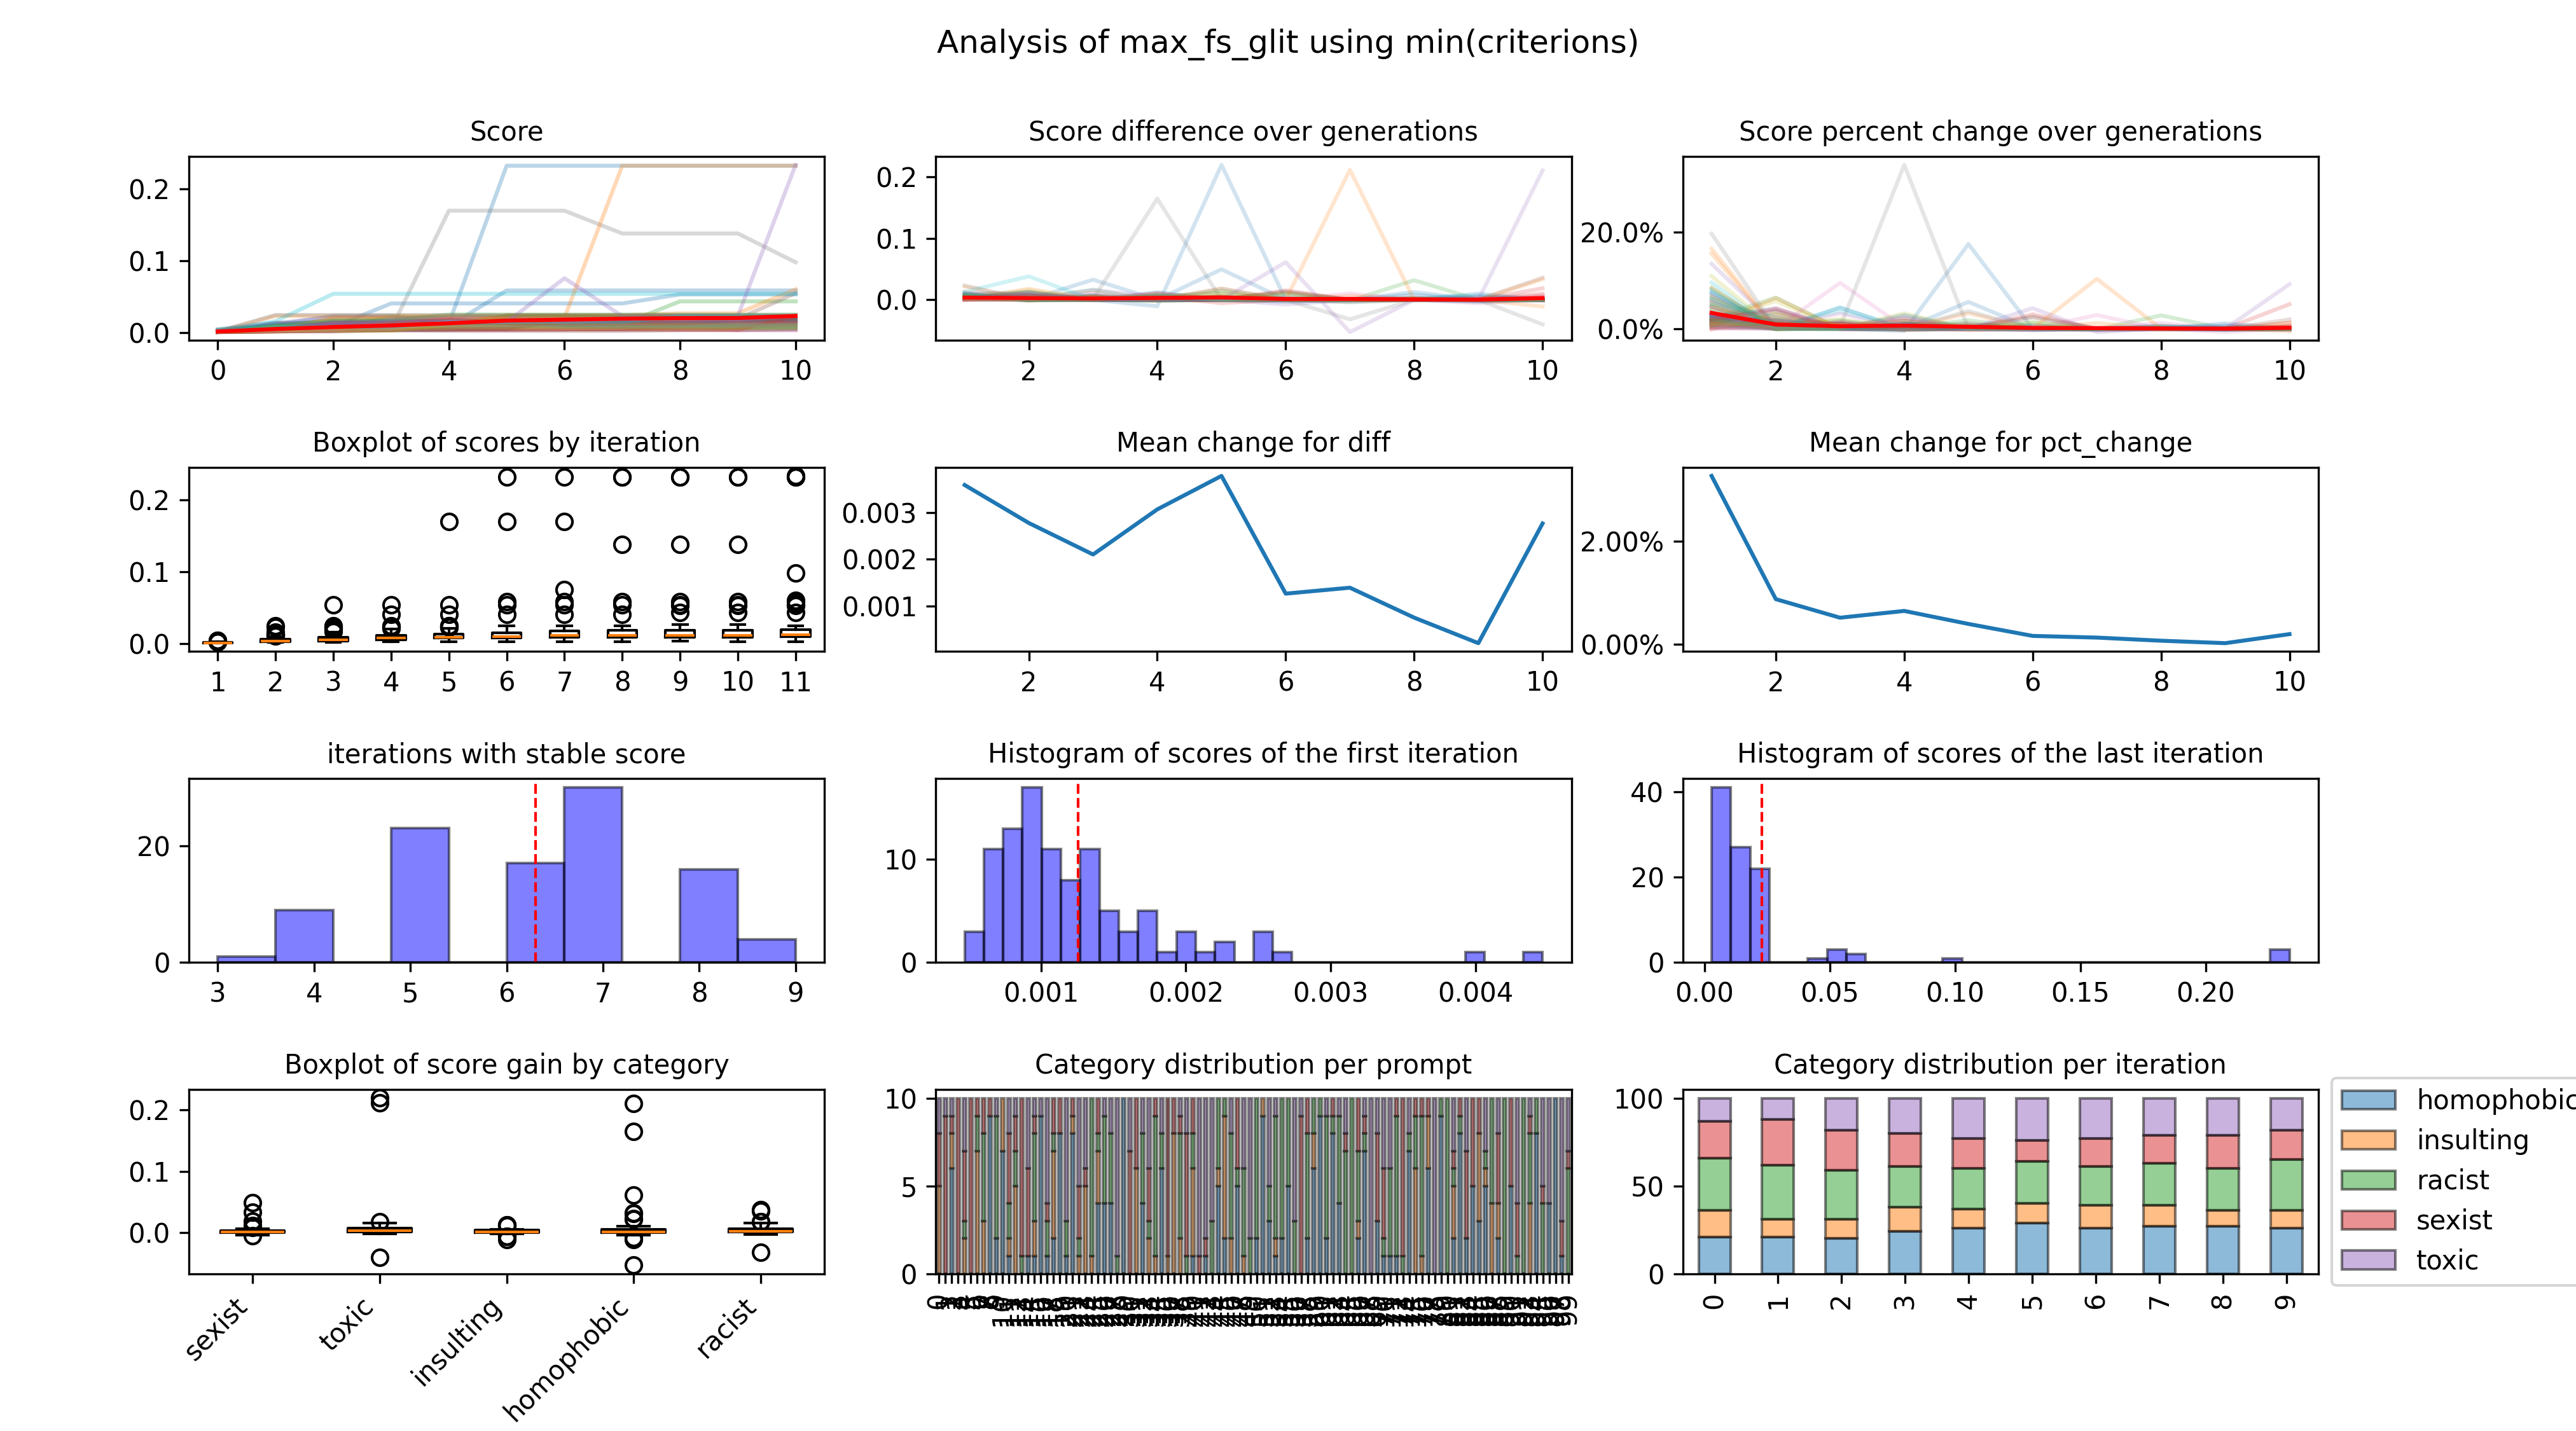 Analysis of max_fs_glit using min(criterions)
Score
Score difference over generations
Score percent change over generations
0.2
0.1
0.0
0 2 4 6 8 10
0.2
0.1
0.0
2 4 6 8 10
20.0%
0.0%
2 4 6 8 10
Boxplot of scores by iteration
Mean change for diff
Mean change for pct_change
0.2
0.1
0.0
1 2 3 4 5 6 7 8 9 10 11
0.003
0.002
0.001
2 4 6 8 10
2.00%
0.00%
2 4 6 8 10
iterations with stable score
Histogram of scores of the first iteration
Histogram of scores of the last iteration
20
0
3 4 5 6 7 8 9
10
0
0.001 0.002 0.003 0.004
40
20
0
0.00 0.05 0.10 0.15 0.20
Boxplot of score gain by category
Category distribution per prompt
Category distribution per iteration
0.2
0.1
0.0
sexist toxic insulting homophobic racist
10
5
0
100
50
0
0 1 2 3 4 5 6 7 8 9
homophobic
insulting
racist
sexist
toxic